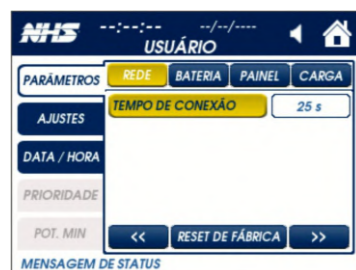 NHS --:--:-- --/--/----
USUÁRIO
PARÂMETROS REDE BATERIA PAINEL CARGA
TEMPO DE CONEXÃO 25 s
AJUSTES
DATA / HORA
PRIORIDADE
POT. MIN << RESET DE FÁBRICA >>
MENSAGEM DE STATUS